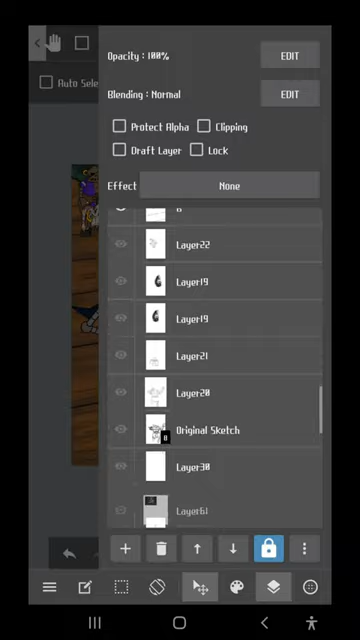 Opacity : 100%
EDIT
Auto Sele
Blending : Normal
EDIT
Protect Alpha
Clipping
Draft Layer
Lock
Effect
None
Layer22
Layer19
Layer19
Layer21
Layer20
Original Sketch
Layer30
Layer61